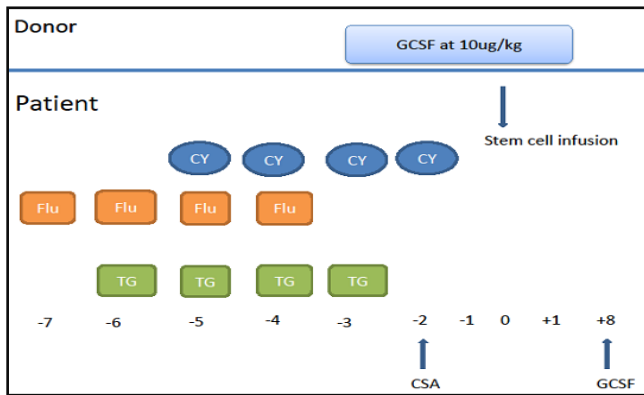 Donor
GCSF at 10ug/kg
Patient
Stem cell infusion
CY CY CY CY
Flu Flu Flu Flu
TG TG TG TG
-7 -6 -5 -4 -3 -2 -1 0 +1 +8
CSA GCSF